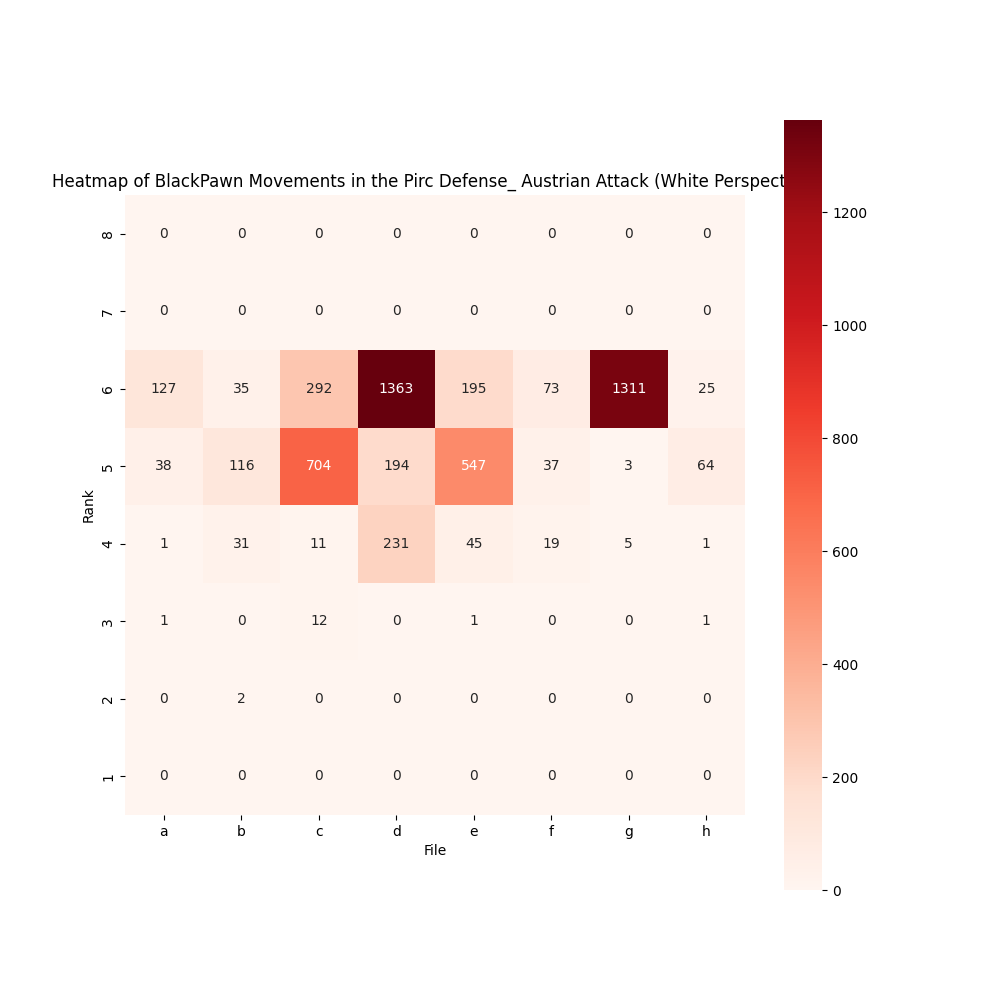 Heatmap of BlackPawn Movements in the Pirc Defense_ Austrian Attack (White Perspect
8 0 0 0 0 0 0 0 0
7 0 0 0 0 0 0 0 0
6 127 35 292 1363 195 73 1311 25
5 38 116 704 194 547 37 3 64
4 1 31 11 231 45 19 5 1
3 1 0 12 0 1 0 0 1
2 0 2 0 0 0 0 0 0
1 0 0 0 0 0 0 0 0
a b c d e f g h
File
Rank
1200
1000
800
600
400
200
0